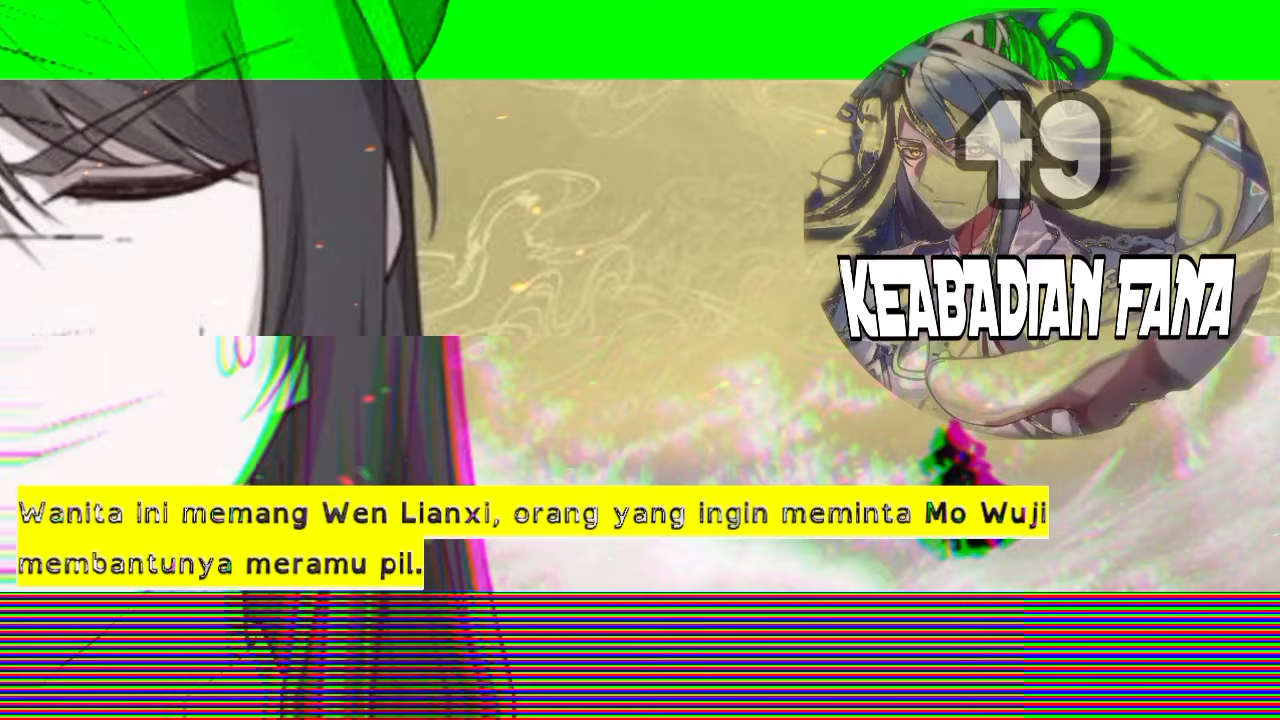 49
KEABADIAN FANA
Wanita ini memang Wen Lianxi, orang yang ingin meminta Mo Wuji
membantunya meramu pil.